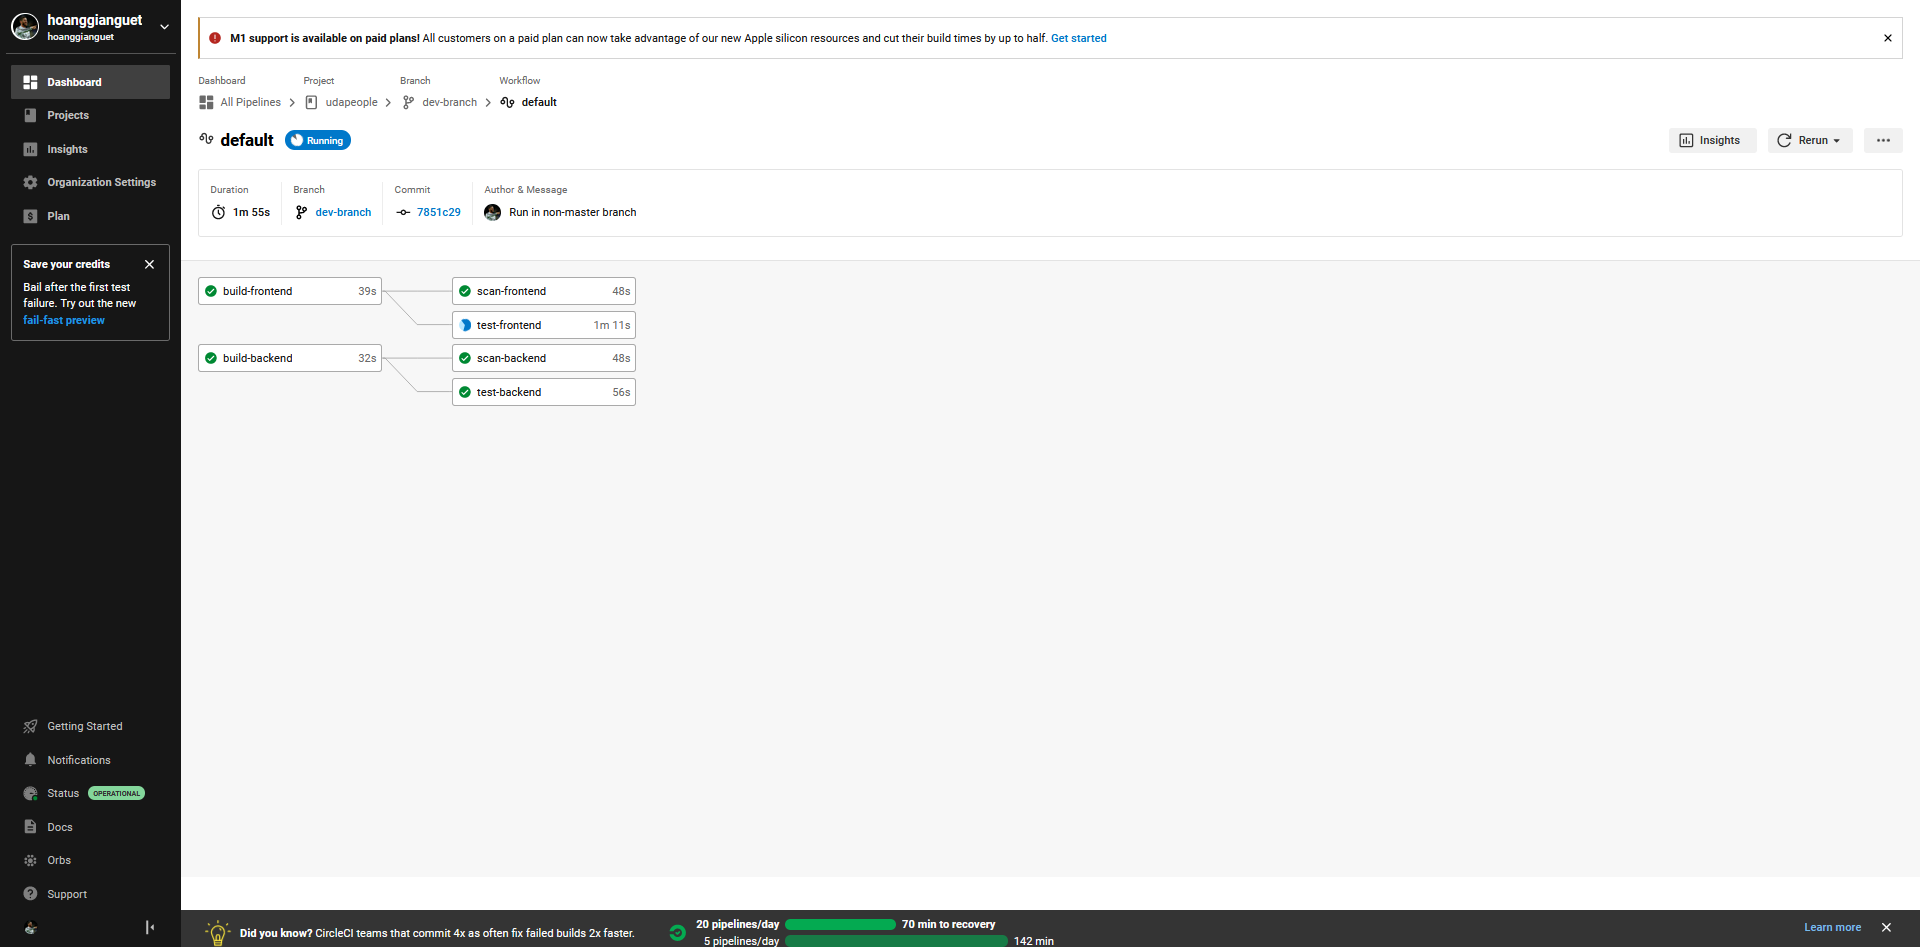 hoanggianguet
hoanggianguet
Dashboard
Projects
Insights
Organization Settings
Plan
Save your credits
Bail after the first test
failure. Try out the new
fail-fast preview
Getting Started
Notifications
Status OPERATIONAL
Docs
Orbs
Support
M1 support is available on paid plans! All customers on a paid plan can now take advantage of our new Apple silicon resources and cut their build times by up to half. Get started
Dashboard Project Branch Workflow
All Pipelines udapeople dev-branch default
default Running
Insights Rerun
Duration Branch Commit Author & Message
1m 55s dev-branch 7851c29 Run in non-master branch
build-frontend 39s scan-frontend 48s
test-frontend 1m 11s
build-backend 32s scan-backend 48s
test-backend 56s
Did you know? CircleCI teams that commit 4x as often fix failed builds 2x faster.
20 pipelines/day 70 min to recovery
5 pipelines/day 142 min
Learn more